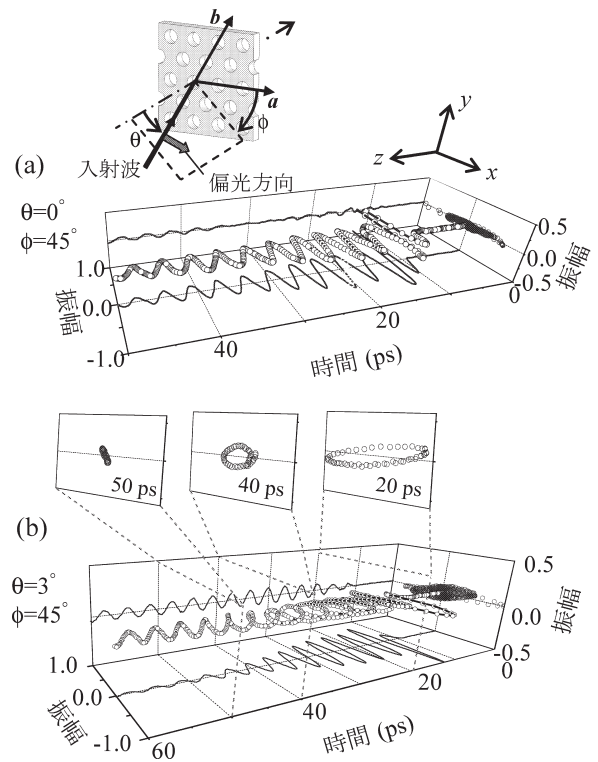 b
a
φ
θ
入射波
偏光方向
y
z
x
(a)
θ=0°
φ=45°
1.0
0.0
-1.0
振幅
40
20
0
時間 (ps)
0.5
0.0
-0.5
振幅
50 ps
40 ps
20 ps
(b)
θ=3°
φ=45°
1.0
0.0
-1.0
振幅
60
40
20
0
時間 (ps)
0.5
0.0
-0.5
振幅